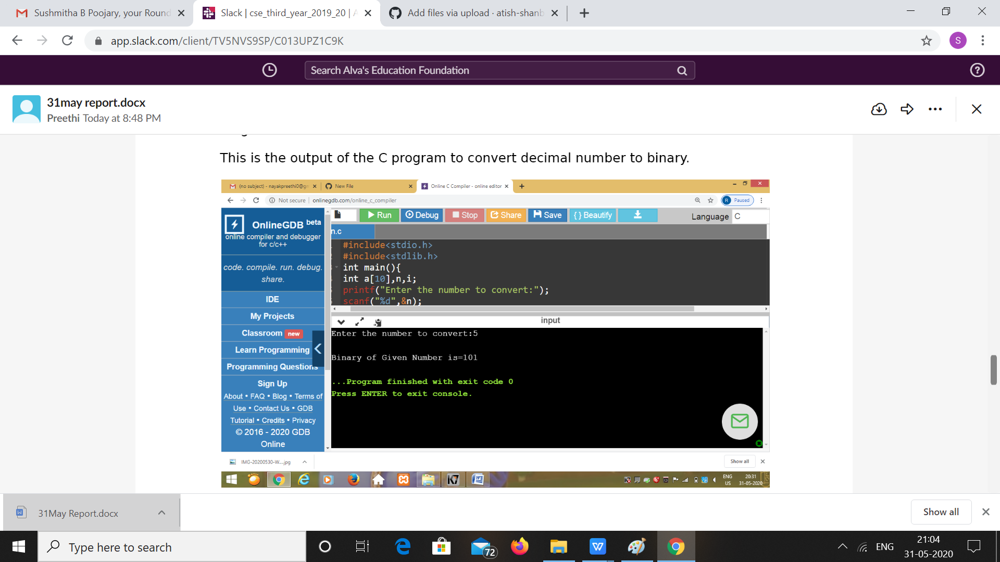 Sushmitha B Poojary, your Round
Slack | cse_third_year_2019_20 | A
Add files via upload · atish-shanb
app.slack.com/client/TV5NVS9SP/C013UPZ1C9K
S
Search Alva's Education Foundation
31may report.docx
Preethi Today at 8:48 PM
This is the output of the C program to convert decimal number to binary.
(no subject) - nayakpreethi0@gm
New File
Online C Compiler - online editor
Not secure | onlinegdb.com/online_c_compiler
R Paused
OnlineGDB beta
online compiler and debugger
for c/c++
code. compile. run. debug.
share.
IDE
My Projects
Classroom new
Learn Programming
Programming Questions
Sign Up
About • FAQ • Blog • Terms of
Use • Contact Us • GDB
Tutorial • Credits • Privacy
© 2016 - 2020 GDB
Online
Run Debug Stop Share Save { } Beautify
Language C
n.c
#include<stdio.h>
#include<stdlib.h>
int main(){
int a[10],n,i;
printf("Enter the number to convert:");
scanf("%d",&n);
input
Enter the number to convert:5
Binary of Given Number is=101
...Program finished with exit code 0
Press ENTER to exit console.
IMG-20200530-W....jpg
Show all
K7
ENG
US
20:31
31-05-2020
31May Report.docx
Show all
Type here to search
72
ENG
21:04
31-05-2020